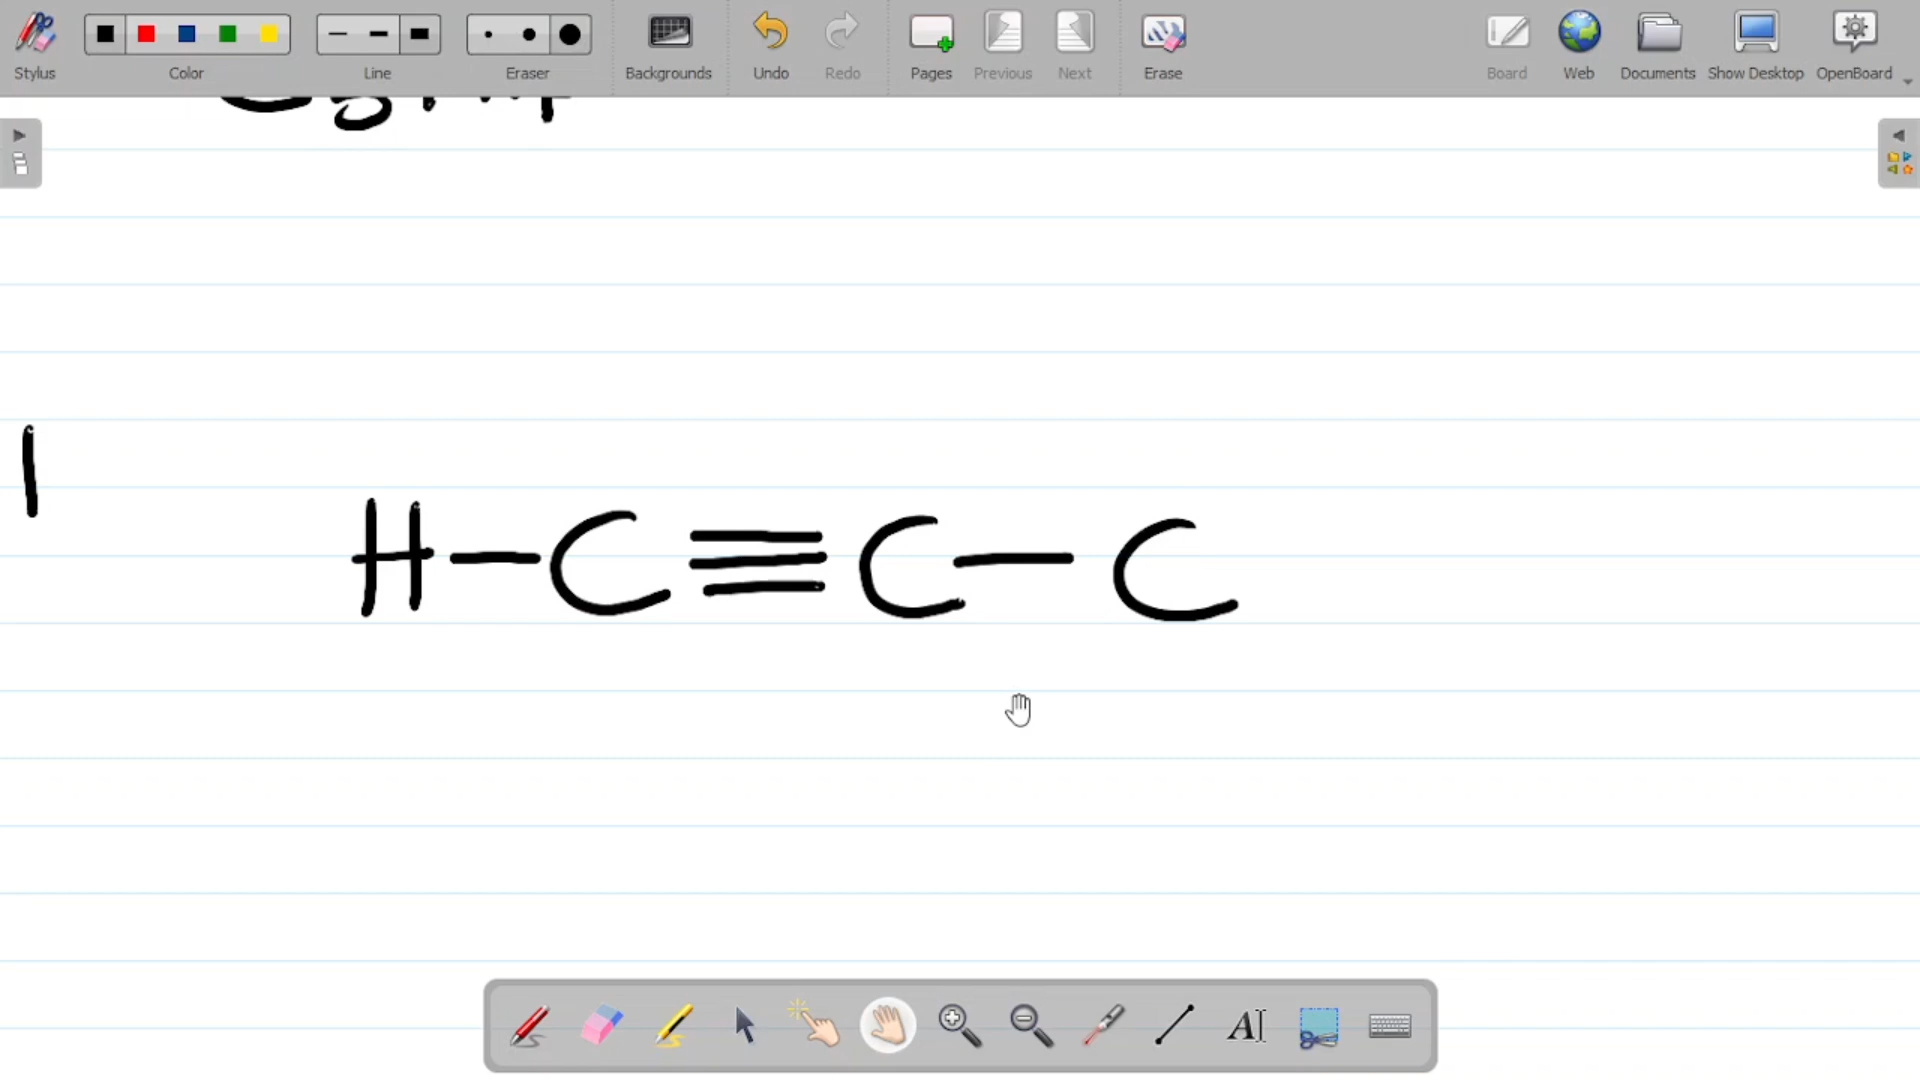 Stylus Color Line Eraser Backgrounds Undo Redo Pages Previous Next Erase Board Web Documents Show Desktop OpenBoard
H-C≡C-C